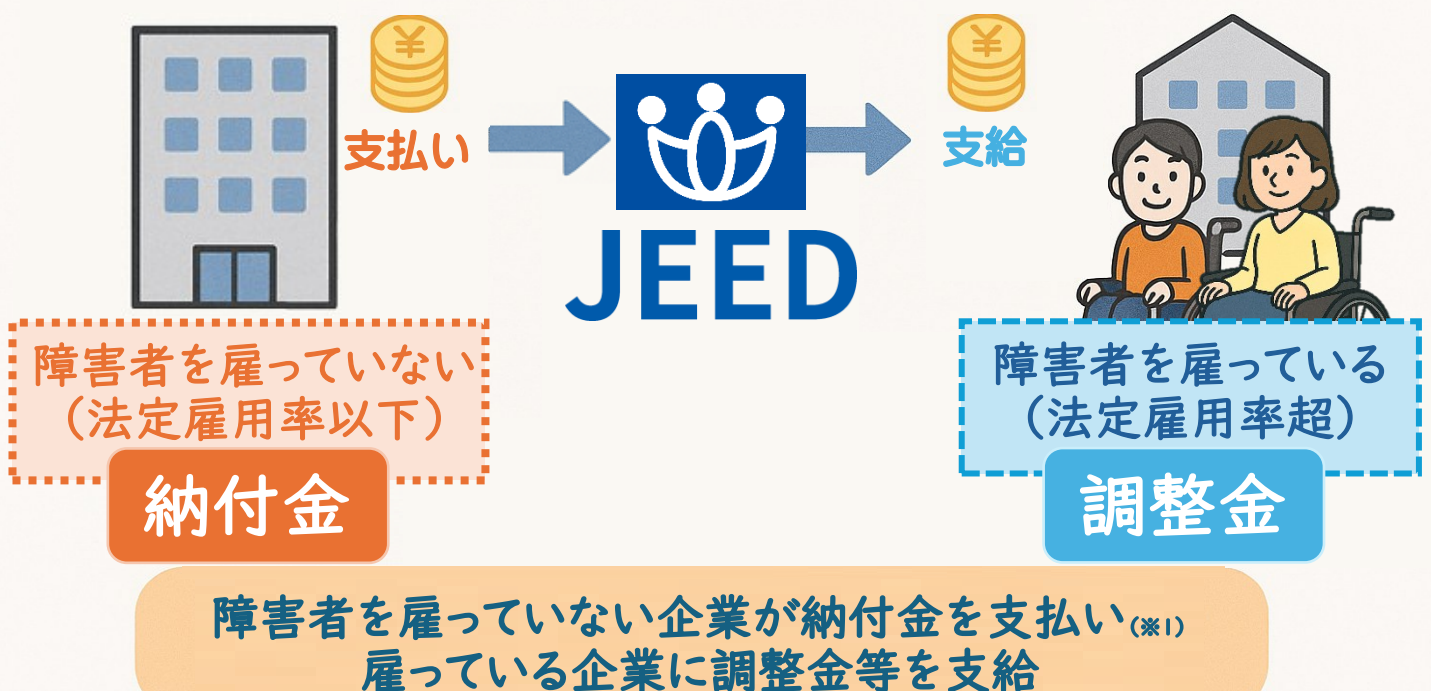 支払い
支給
JEED
障害者を雇っていない
(法定雇用率以下)
納付金
障害者を雇っている
(法定雇用率超)
調整金
障害者を雇っていない企業が納付金を支払い(※1)
雇っている企業に調整金等を支給